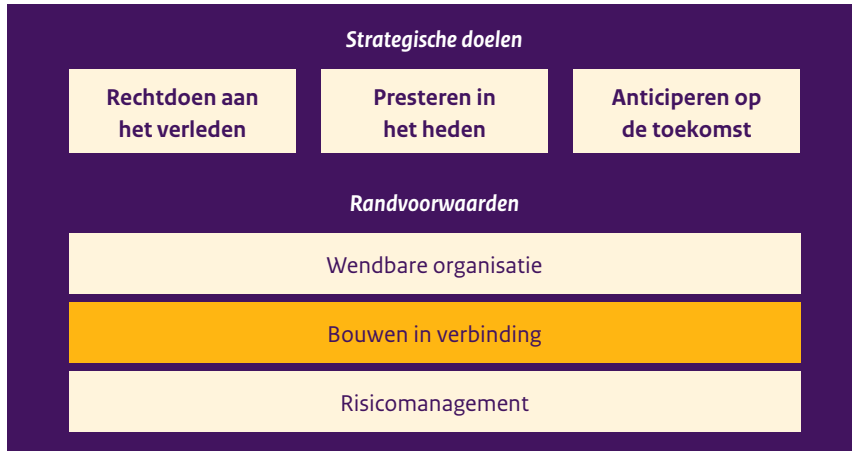 Strategische doelen
Rechtdoen aan
het verleden
Presteren in
het heden
Anticiperen op
de toekomst
Randvoorwaarden
Wendbare organisatie
Bouwen in verbinding
Risicomanagement